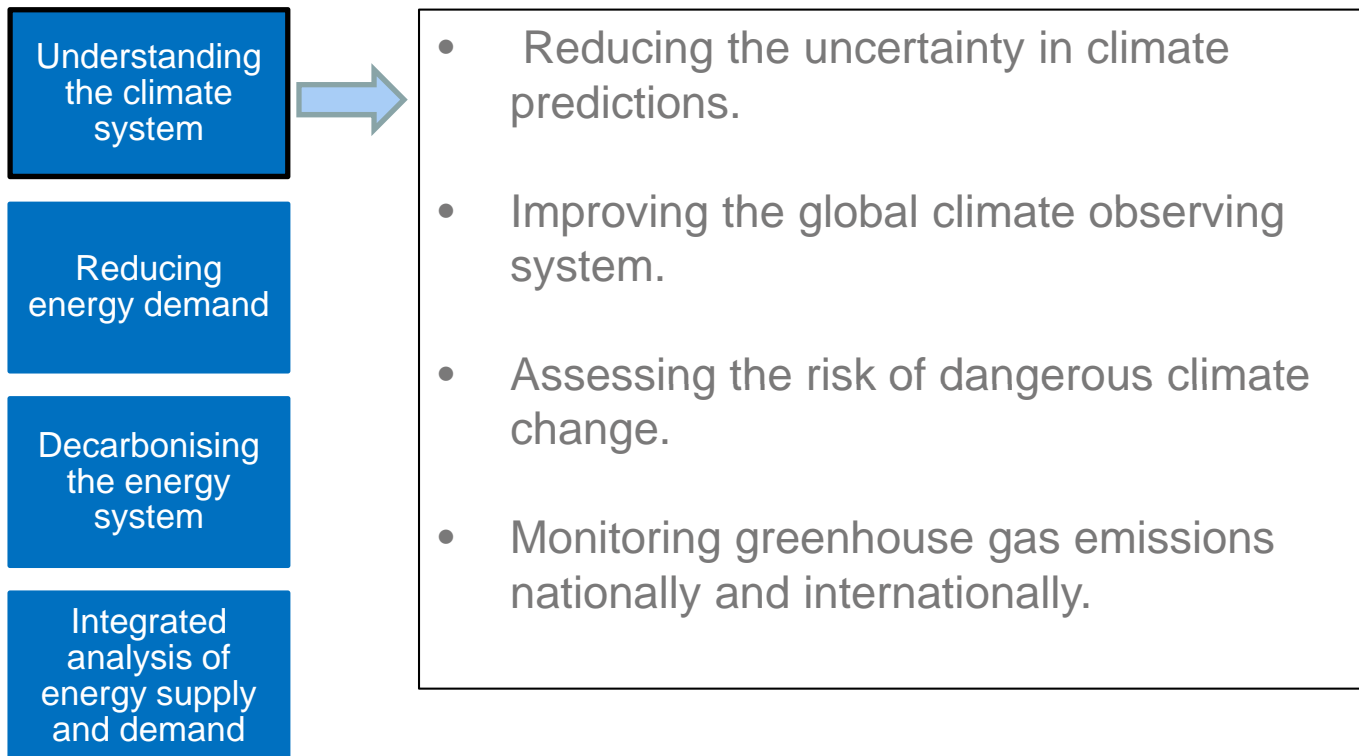 Understanding
the climate
system
• Reducing the uncertainty in climate
predictions.
• Improving the global climate observing
system.
• Assessing the risk of dangerous climate
change.
• Monitoring greenhouse gas emissions
nationally and internationally.
Reducing
energy demand
Decarbonising
the energy
system
Integrated
analysis of
energy supply
and demand